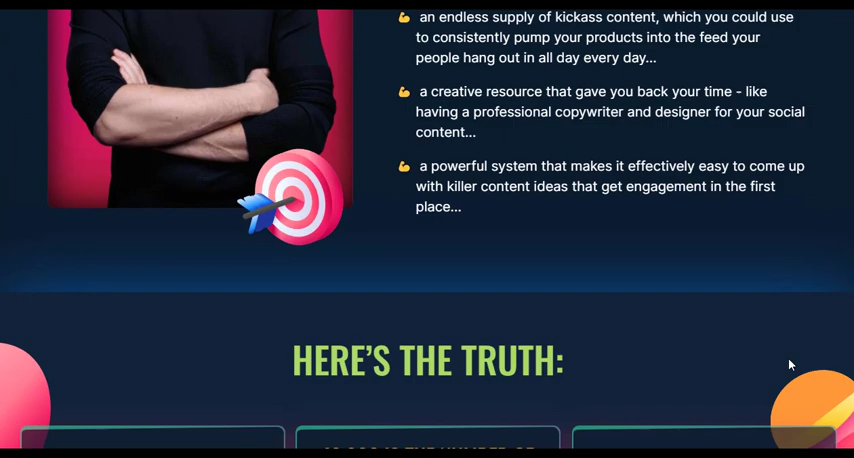 an endless supply of kickass content, which you could use
to consistently pump your products into the feed your
people hang out in all day every day...
a creative resource that gave you back your time - like
having a professional copywriter and designer for your social
content...
a powerful system that makes it effectively easy to come up
with killer content ideas that get engagement in the first
place...
HERE’S THE TRUTH: